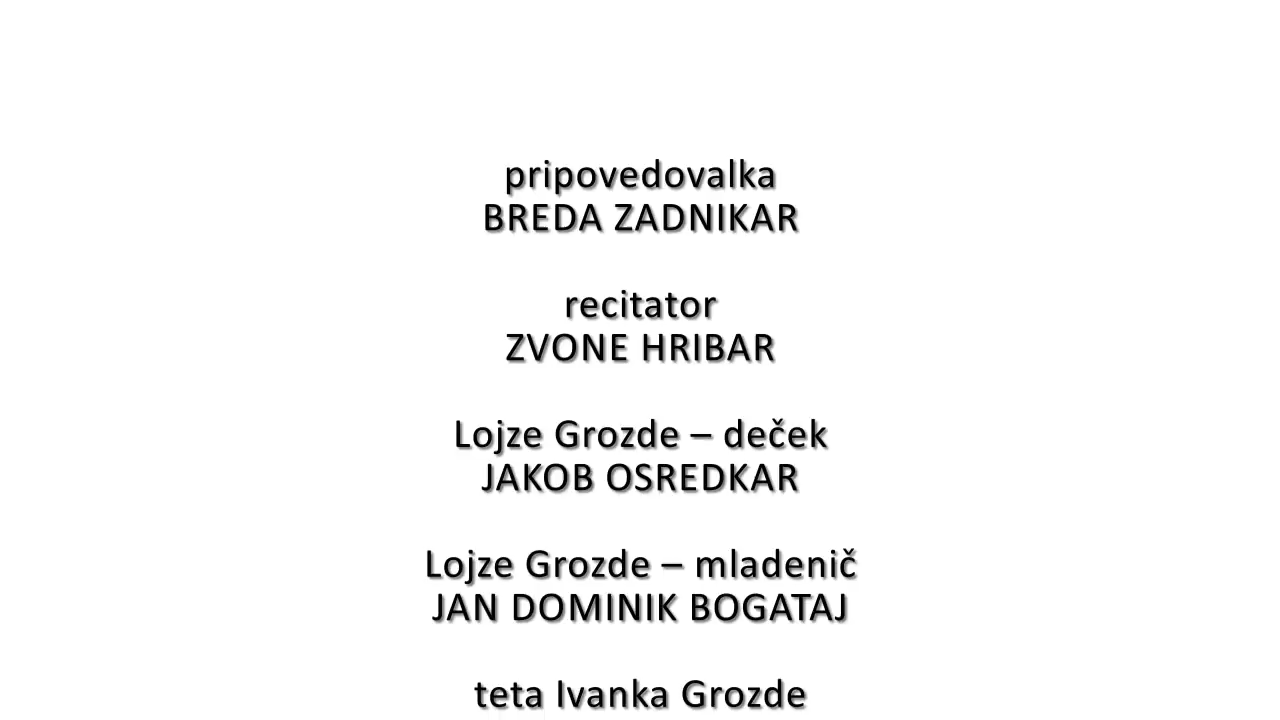 pripovedovalka
BREDA ZADNIKAR
recitator
ZVONE HRIBAR
Lojze Grozde – deček
JAKOB OSREDKAR
Lojze Grozde – mladenič
JAN DOMINIK BOGATAJ
teta Ivanka Grozde